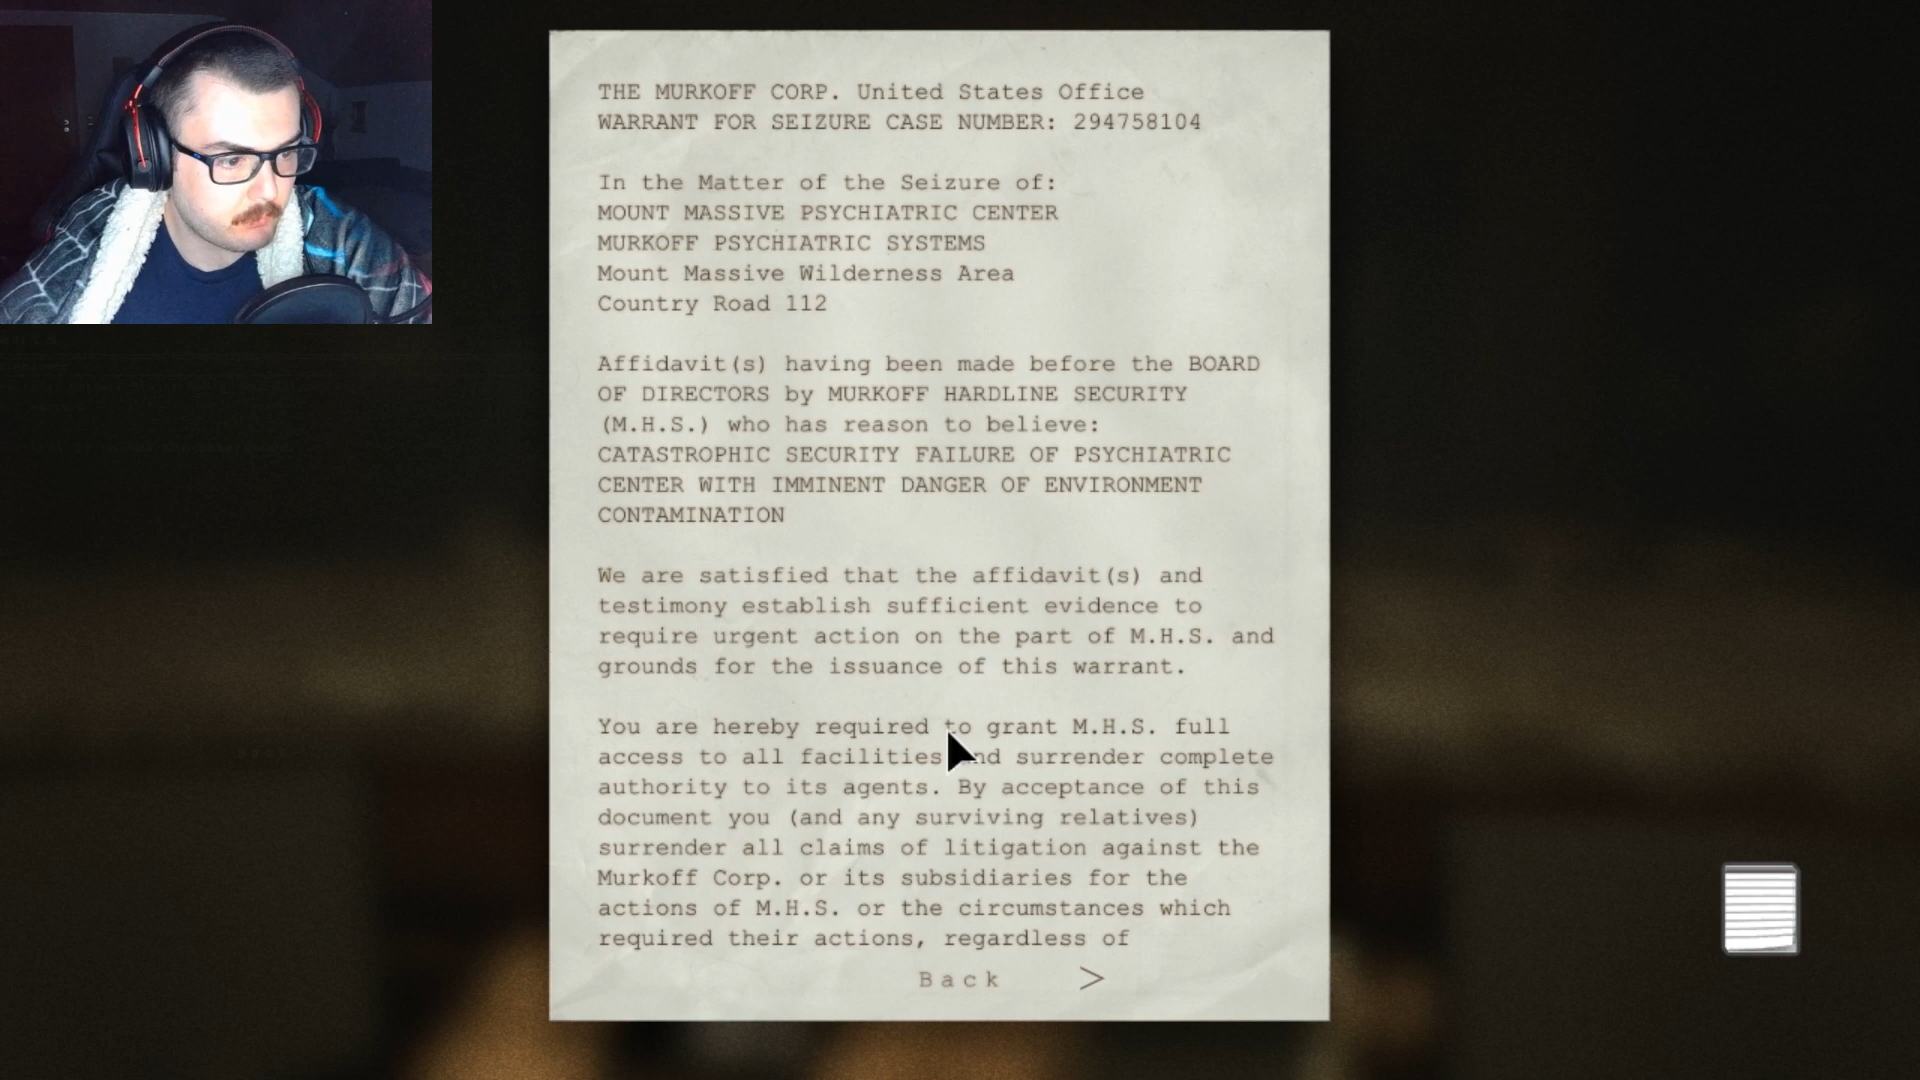 THE MURKOFF CORP. United States Office
WARRANT FOR SEIZURE CASE NUMBER: 294758104
In the Matter of the Seizure of:
MOUNT MASSIVE PSYCHIATRIC CENTER
MURKOFF PSYCHIATRIC SYSTEMS
Mount Massive Wilderness Area
Country Road 112
Affidavit(s) having been made before the BOARD
OF DIRECTORS by MURKOFF HARDLINE SECURITY
(M.H.S.) who has reason to believe:
CATASTROPHIC SECURITY FAILURE OF PSYCHIATRIC
CENTER WITH IMMINENT DANGER OF ENVIRONMENT
CONTAMINATION
We are satisfied that the affidavit(s) and
testimony establish sufficient evidence to
require urgent action on the part of M.H.S. and
grounds for the issuance of this warrant.
You are hereby required to grant M.H.S. full
access to all facilities and surrender complete
authority to its agents. By acceptance of this
document you (and any surviving relatives)
surrender all claims of litigation against the
Murkoff Corp. or its subsidiaries for the
actions of M.H.S. or the circumstances which
required their actions, regardless of
Back >